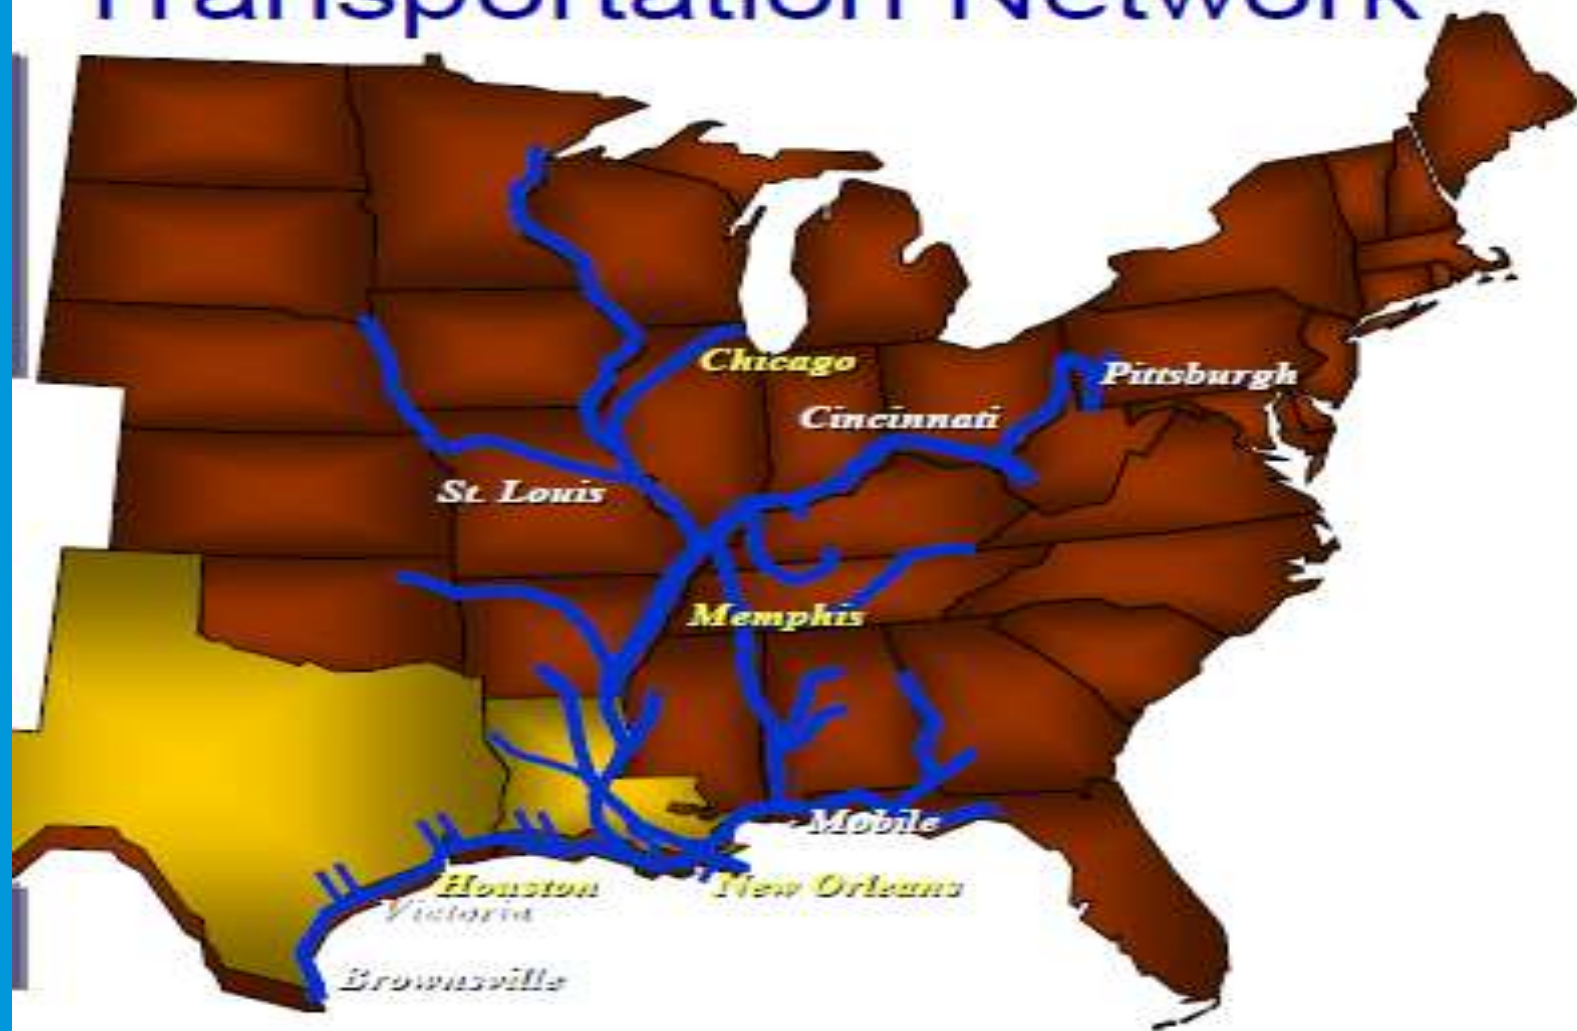 Transportation Network
Chicago
Pittsburgh
Cincinnati
St. Louis
Memphis
Mobile
Houston
New Orleans
Victoria
Brownsville